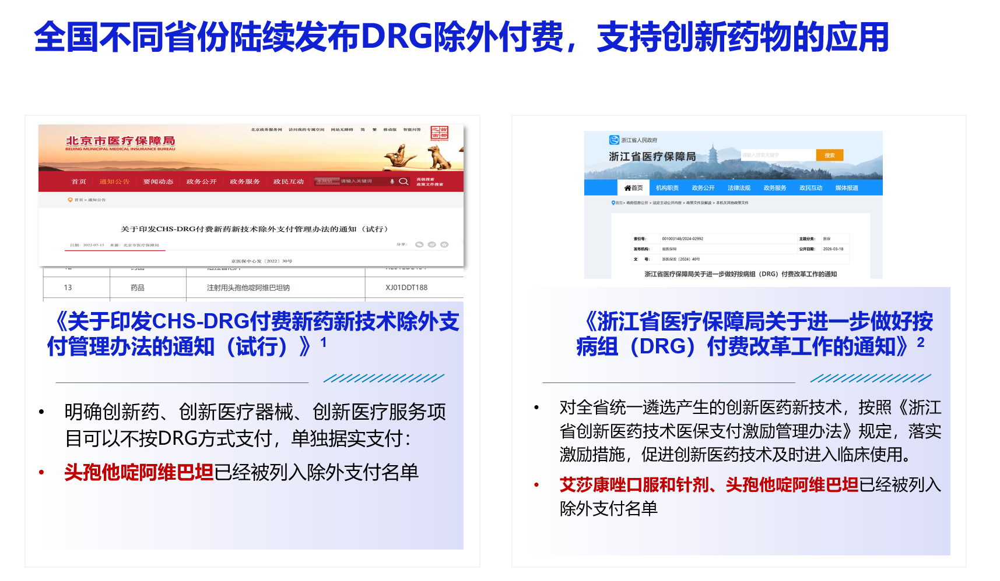 全国不同省份陆续发布DRG除外付费，支持创新药物的应用
北京政务服务网 访问我的专属空间 网站无障碍 简 繁 移动版 智能问答
首都之窗
Beijing-China
北京市医疗保障局
BEIJING MUNICIPAL MEDICAL INSURANCE BUREAU
首页 通知公告 要闻动态 政务公开 政务服务 政民互动 本网站 请输入关键词 高级搜索
政策文件搜索
首页 > 通知公告
关于印发CHS-DRG付费新药新技术除外支付管理办法的通知（试行）
日期：2022-07-13 来源：北京市医疗保障局 分享：
京医保中心发〔2022〕30号
13 药品 注射用头孢他啶阿维巴坦钠 XJ01DDT188
《关于印发CHS-DRG付费新药新技术除外支
付管理办法的通知（试行）》1
• 明确创新药、创新医疗器械、创新医疗服务项
目可以不按DRG方式支付，单独据实支付：
• 头孢他啶阿维巴坦已经被列入除外支付名单
浙江省人民政府
浙江省医疗保障局
请输入搜索关键字 搜索
首页 机构职责 政务公开 法律法规 政务服务 政民互动 媒体报道
首页> 政府信息公开 > 法定主动公开内容 > 政策文件及解读 > 本机关其他政策文件
索引号： 001003148/2024-02992 主题分类： 医保
发布机构： 省医保局 公开日期： 2026-03-18
文 号： 浙医保发〔2024〕40号
浙江省医疗保障局关于进一步做好按病组（DRG）付费改革工作的通知
《浙江省医疗保障局关于进一步做好按
病组（DRG）付费改革工作的通知》2
• 对全省统一遴选产生的创新医药新技术，按照《浙江
省创新医药技术医保支付激励管理办法》规定，落实
激励措施，促进创新医药技术及时进入临床使用。
• 艾莎康唑口服和针剂、头孢他啶阿维巴坦已经被列入
除外支付名单